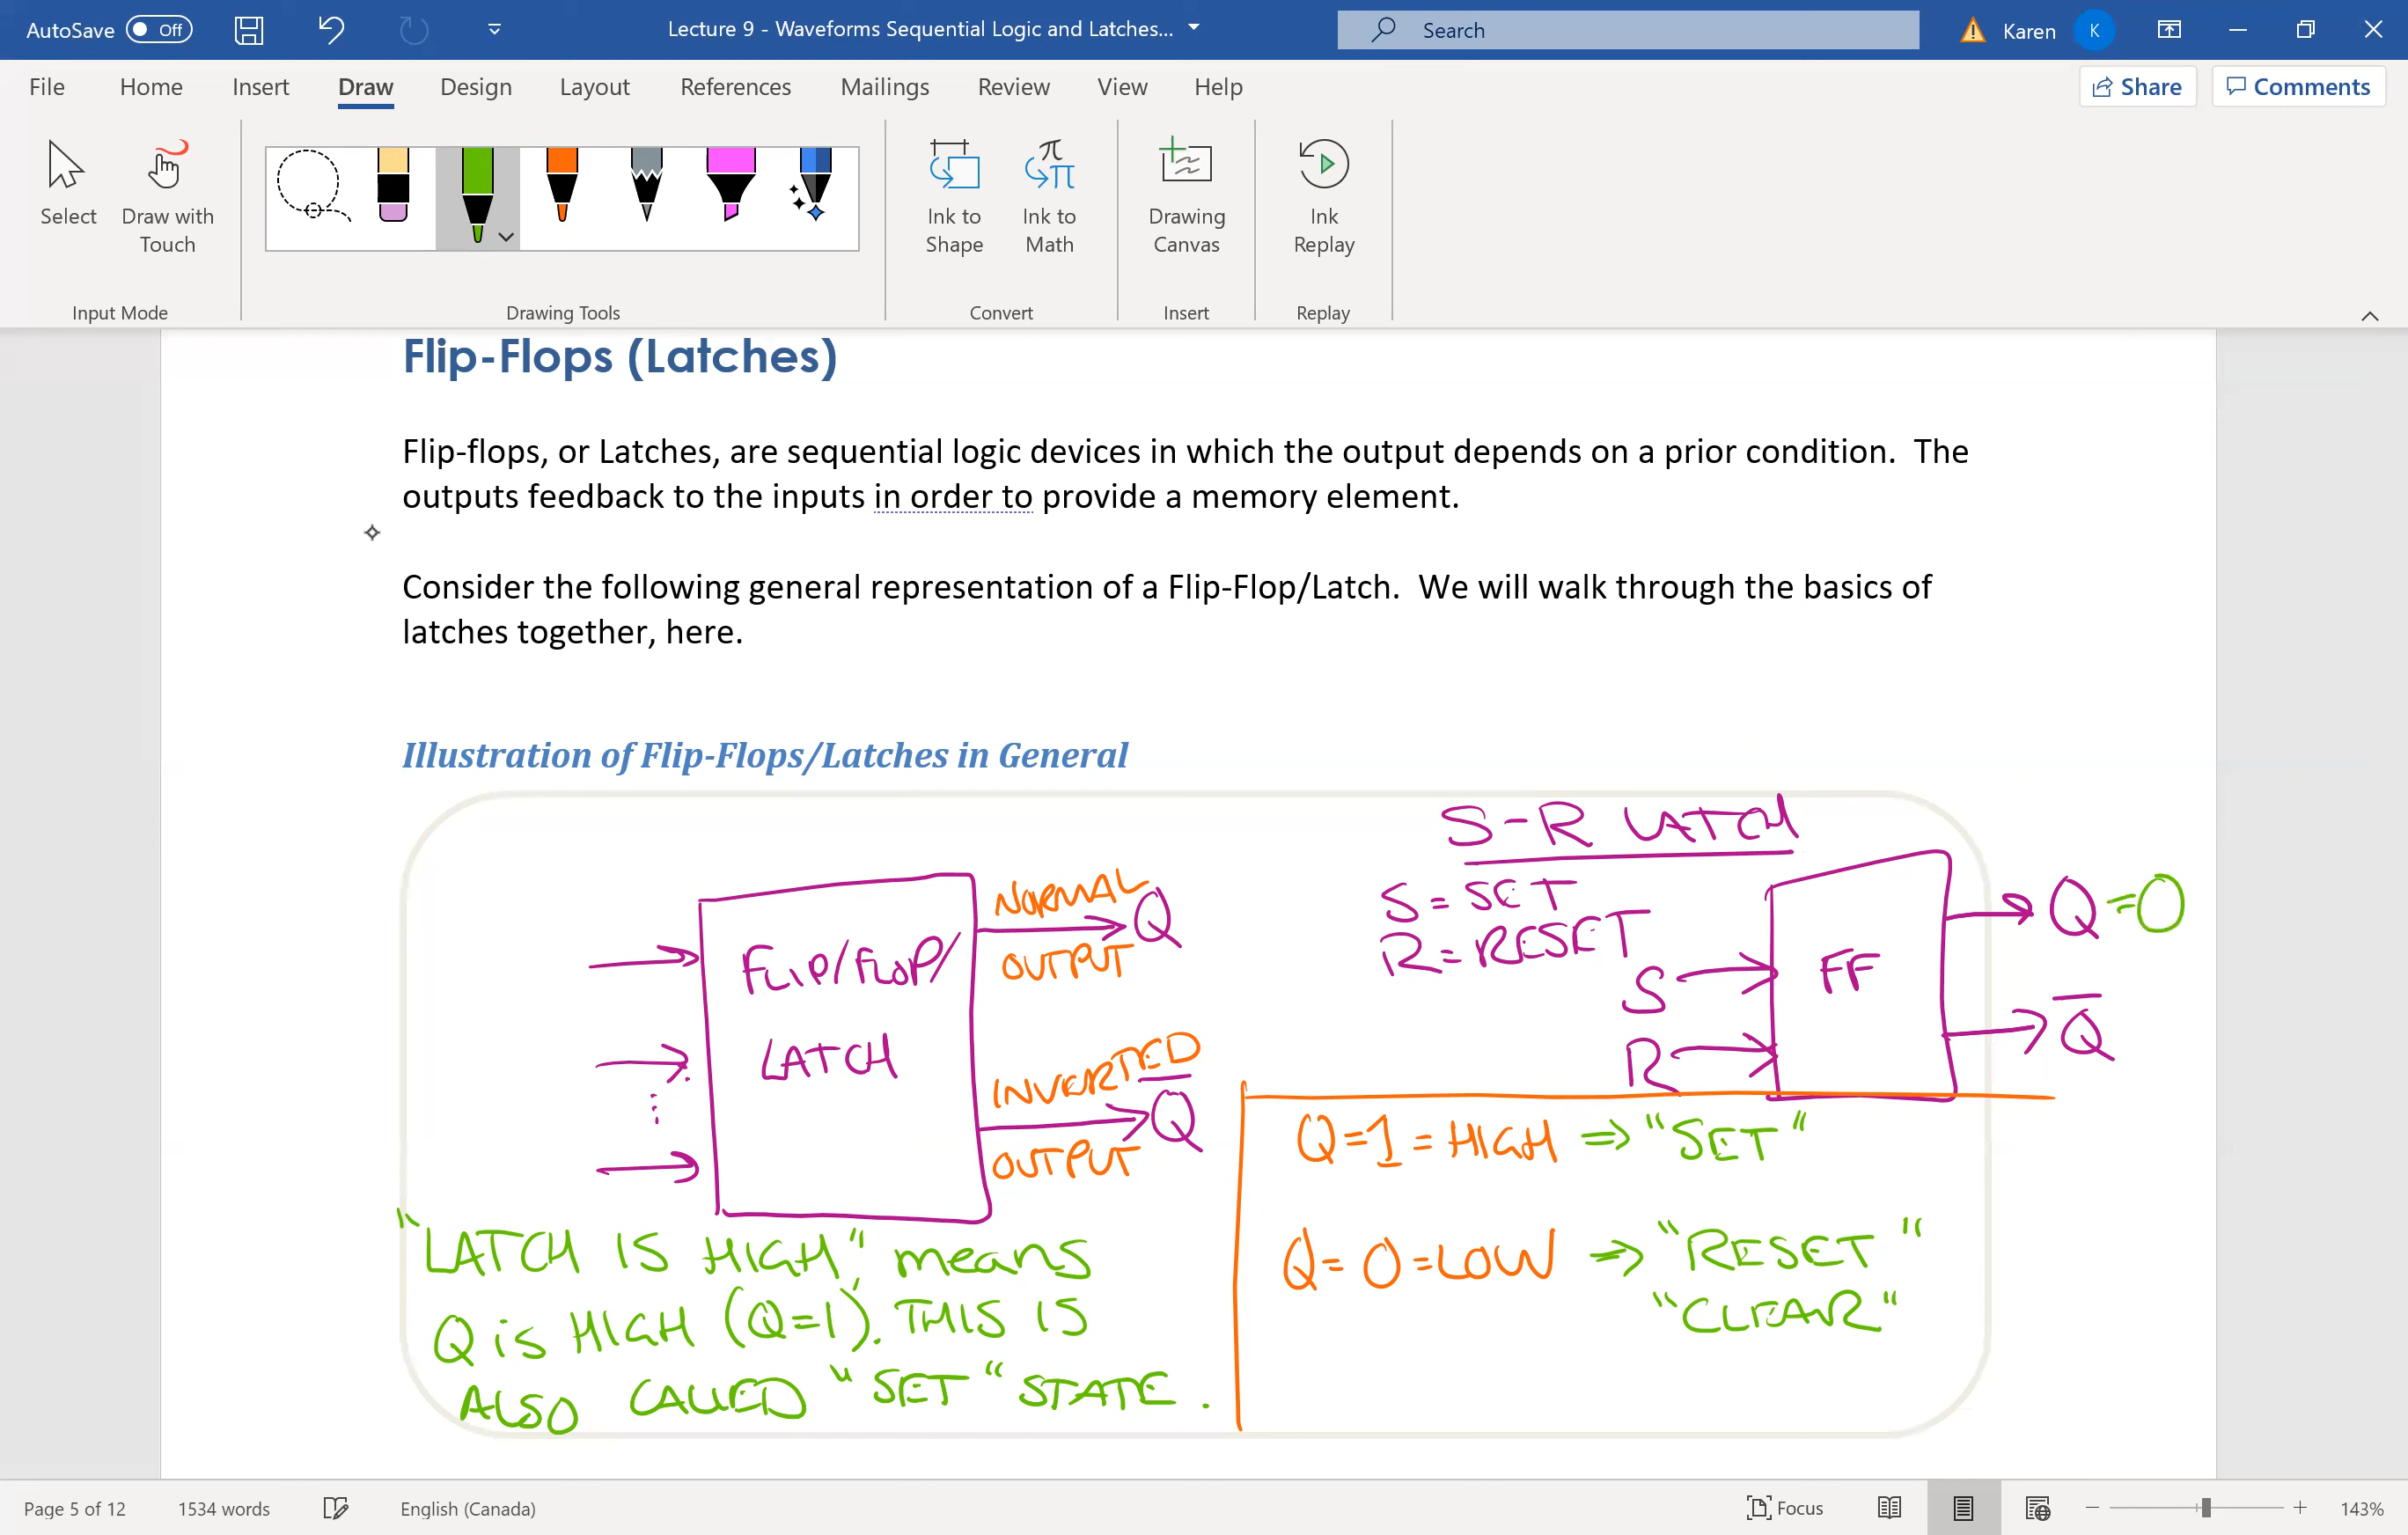 AutoSave Off
Lecture 9 - Waveforms Sequential Logic and Latches...
Search
Karen K
File Home Insert Draw Design Layout References Mailings Review View Help
Share Comments
Select
Draw with Touch
Ink to Shape
Ink to Math
Drawing Canvas
Ink Replay
Input Mode Drawing Tools Convert Insert Replay
Flip-Flops (Latches)
Flip-flops, or Latches, are sequential logic devices in which the output depends on a prior condition. The
outputs feedback to the inputs in order to provide a memory element.
Consider the following general representation of a Flip-Flop/Latch. We will walk through the basics of
latches together, here.
Illustration of Flip-Flops/Latches in General
FLIP/FLOP/
LATCH
NORMAL
OUTPUT
Q
INVERTED
OUTPUT
Q̅
"LATCH IS HIGH" means
Q is HIGH (Q=1). THIS IS
ALSO CALLED "SET" STATE.
S-R LATCH
S = SET
R = RESET
S
R
FF
Q = 0
Q̅
Q=1 = HIGH ⇒ "SET"
Q= 0 = LOW ⇒ "RESET"
"CLEAR"
Page 5 of 12 1534 words English (Canada) Focus 143%